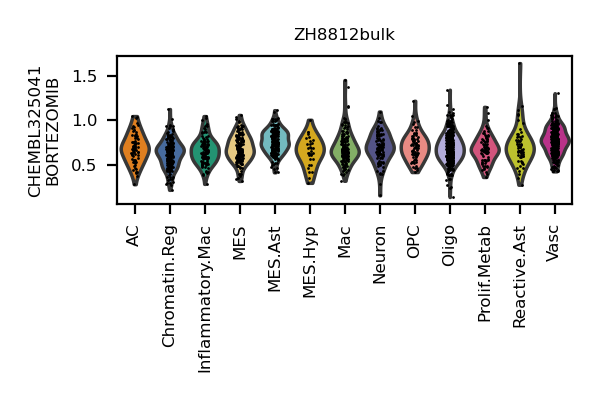 ZH8812bulk
CHEMBL325041
BORTEZOMIB
1.5
1.0
0.5
AC
Chromatin.Reg
Inflammatory.Mac
MES
MES.Ast
MES.Hyp
Mac
Neuron
OPC
Oligo
Prolif.Metab
Reactive.Ast
Vasc